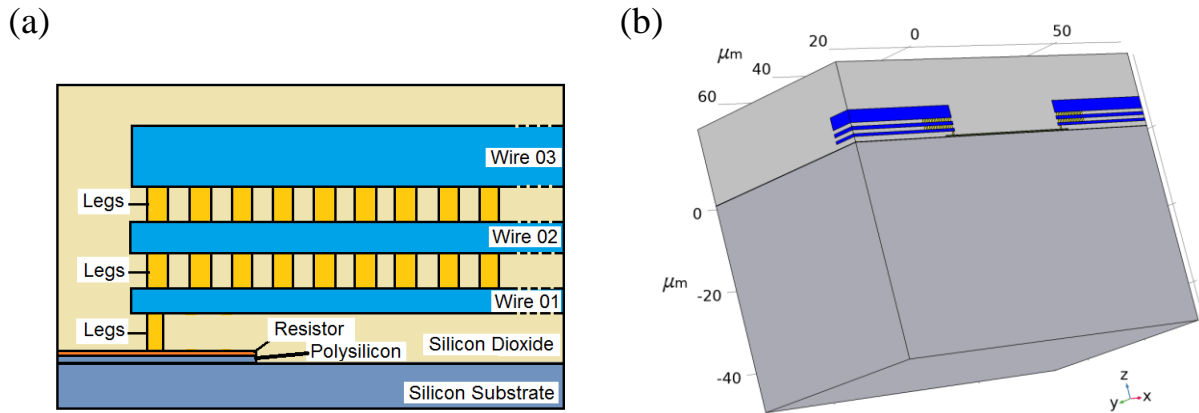 (a)
Wire 03
Legs
Wire 02
Legs
Wire 01
Legs
Resistor
Polysilicon
Silicon Dioxide
Silicon Substrate
(b)
0
50
20
μm
40
60
0
μm
-20
-40
z
y
x